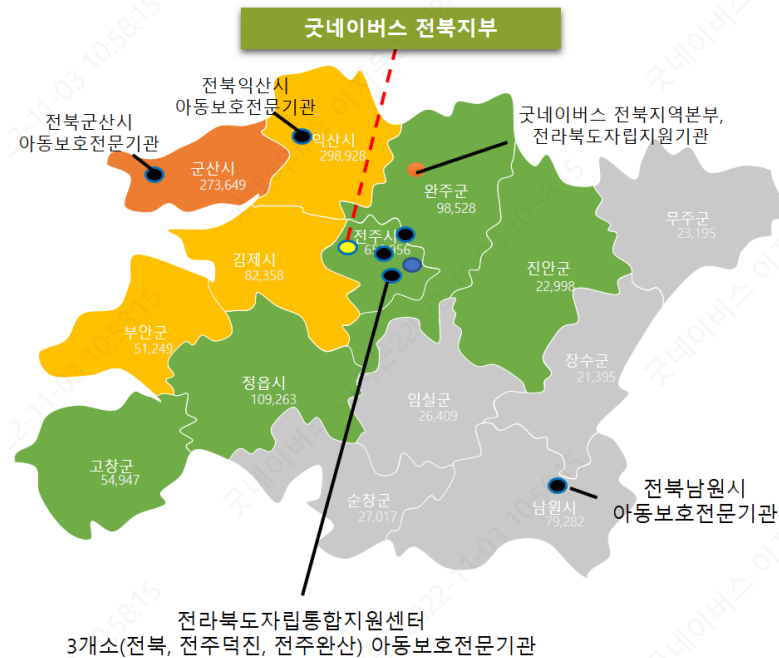 굿네이버스 전북지부
전북익산시
아동보호전문기관
전북군산시
아동보호전문기관
굿네이버스 전북지역본부,
전라북도자립지원기관
익산시
298,928
군산시
273,649
완주군
98,528
무주군
23,195
전주시
김제시
82,358
진안군
22,998
부안군
51,249
장수군
21,395
정읍시
109,263
임실군
26,409
고창군
54,947
순창군
27,017
남원시
79,282
전북남원시
아동보호전문기관
전라북도자립통합지원센터
3개소(전북, 전주덕진, 전주완산) 아동보호전문기관